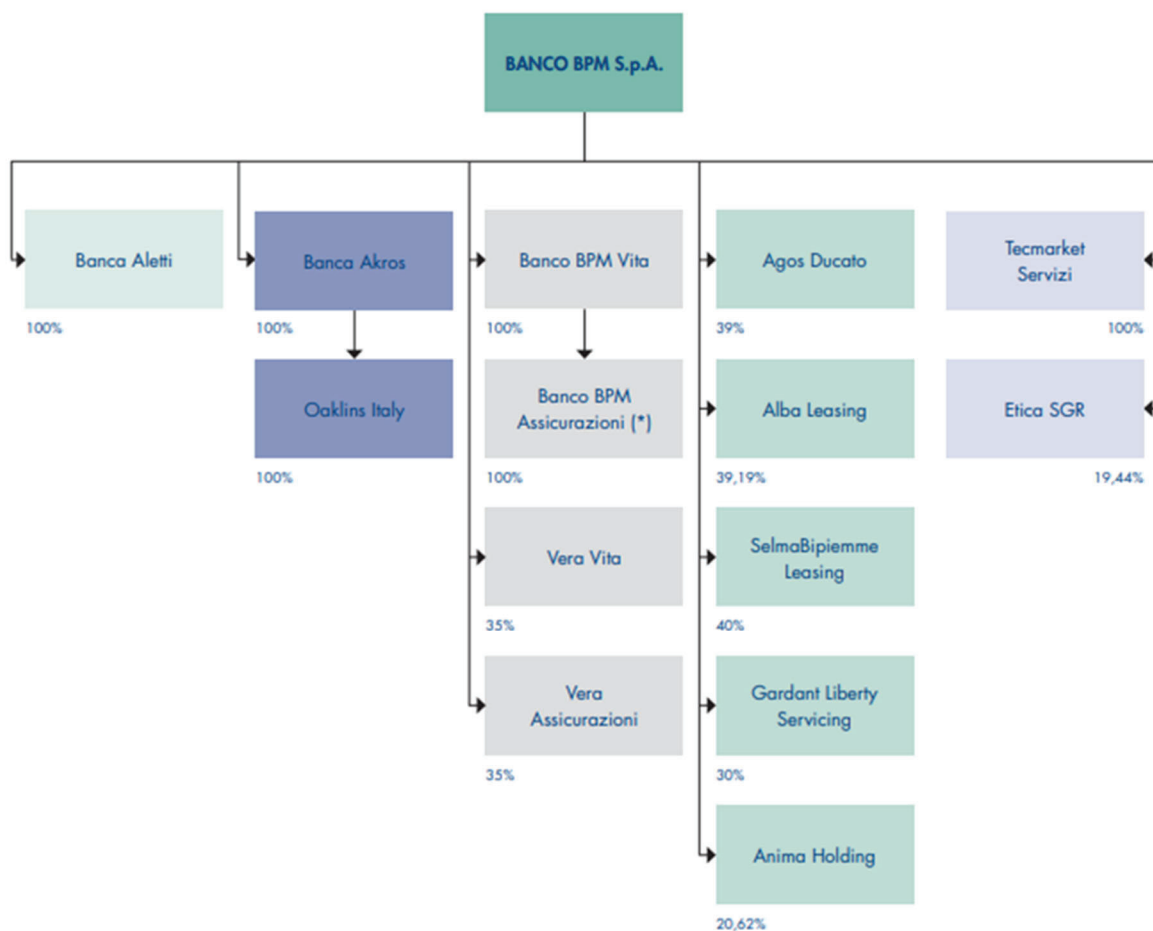 BANCO BPM S.p.A.
Banca Aletti
100%
Banca Akros
100%
Oaklins Italy
100%
Banco BPM Vita
100%
Banco BPM
Assicurazioni (*)
100%
Vera Vita
35%
Vera
Assicurazioni
35%
Agos Ducato
39%
Alba Leasing
39,19%
SelmaBipiemme
Leasing
40%
Gardant Liberty
Servicing
30%
Anima Holding
20,62%
Tecmarket
Servizi
100%
Etica SGR
19,44%